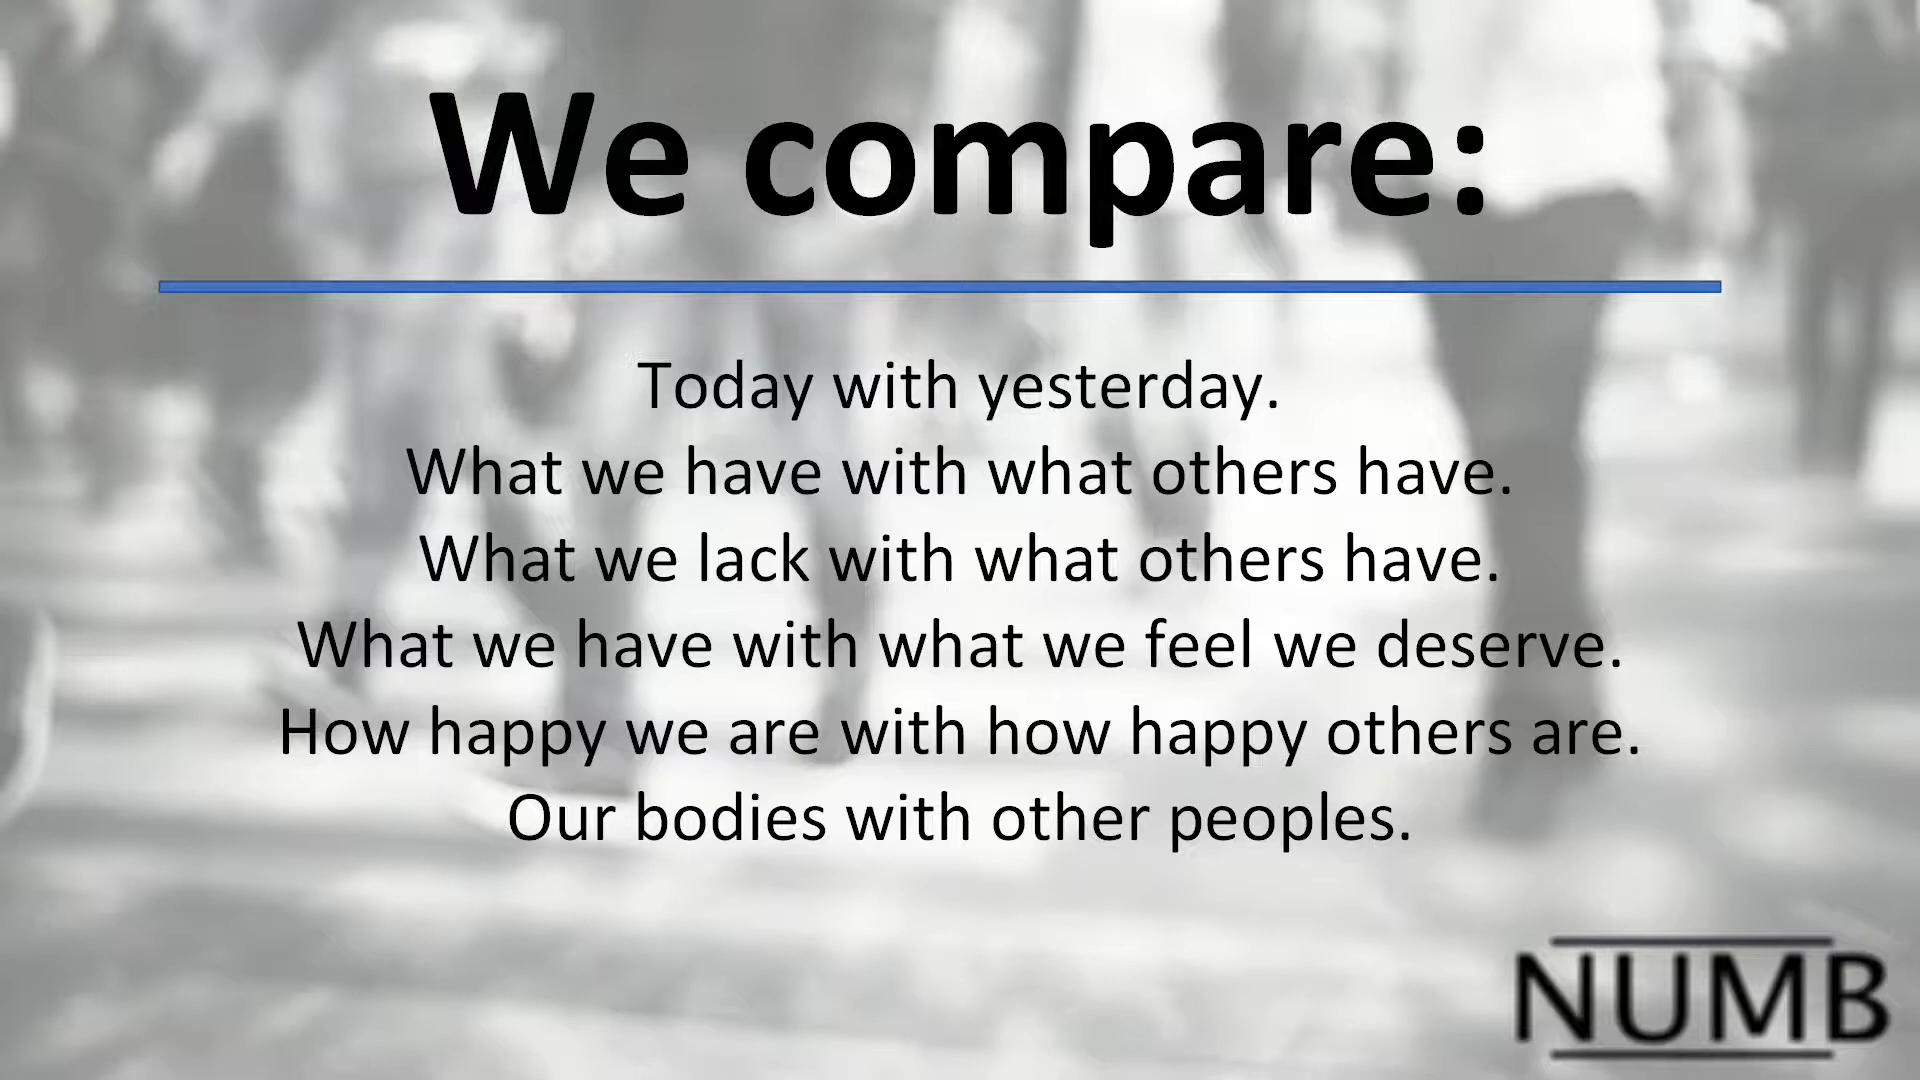 We compare:
Today with yesterday.
What we have with what others have.
What we lack with what others have.
What we have with what we feel we deserve.
How happy we are with how happy others are.
Our bodies with other peoples.
NUMB